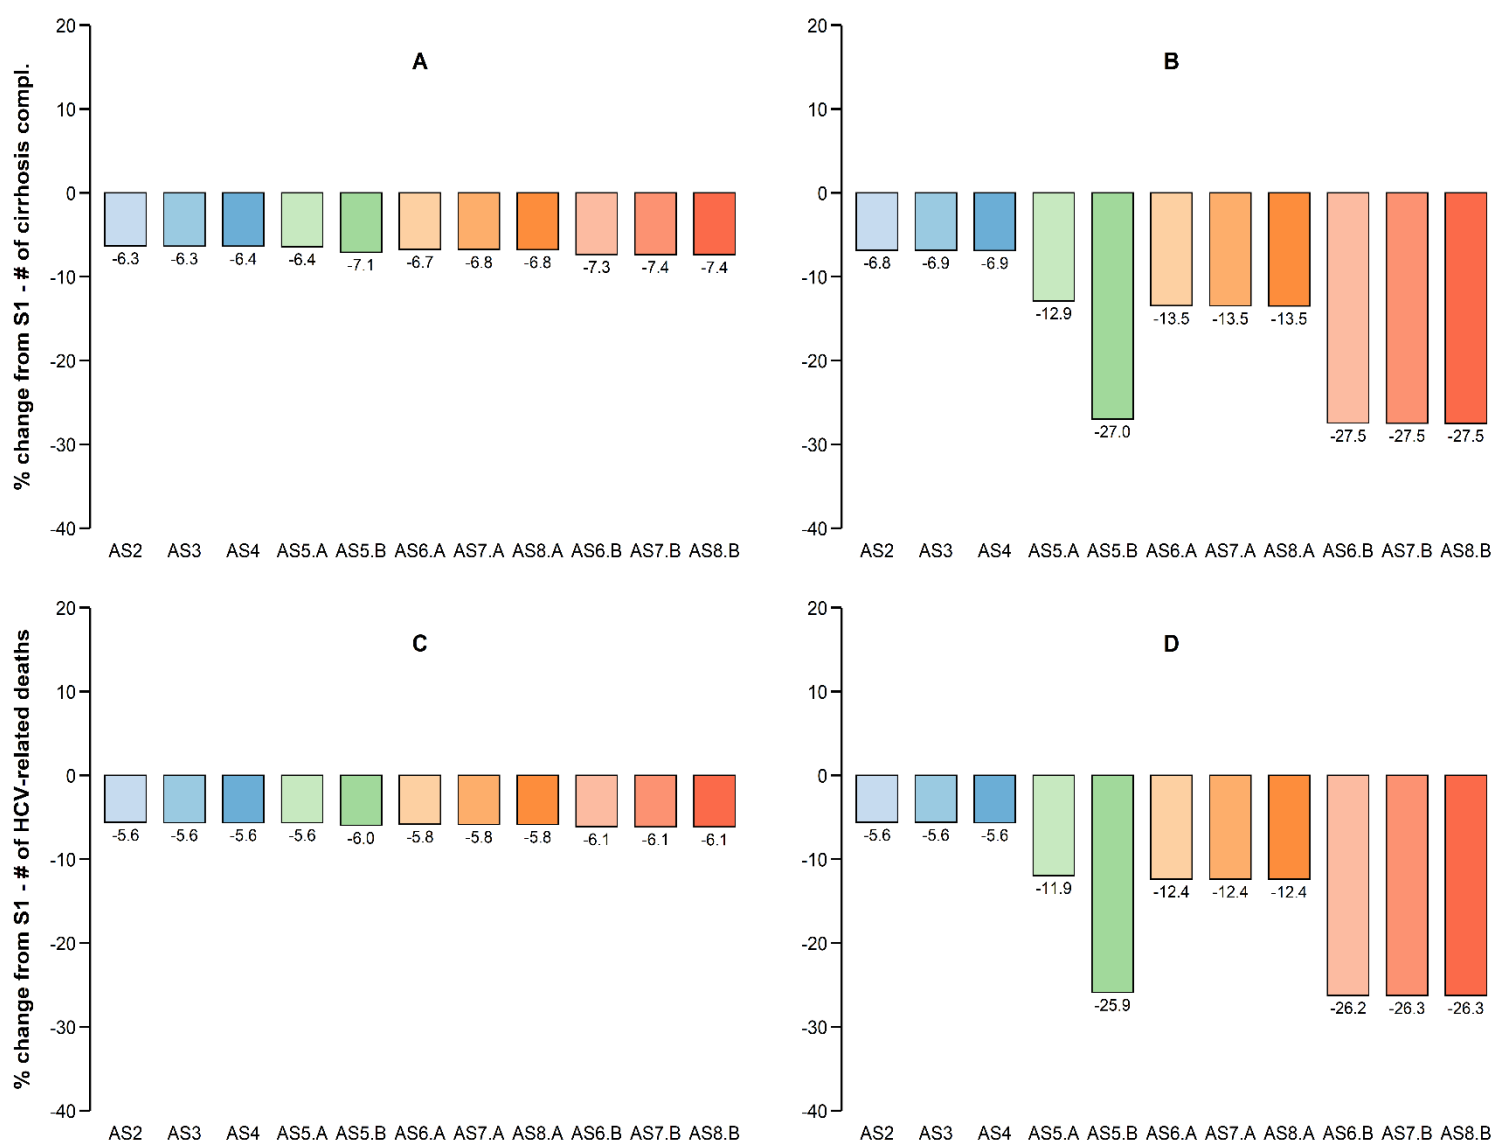 A
% change from S1 - # of cirrhosis compl.
20
10
0
-10
-20
-30
-40
-6.3 -6.3 -6.4 -6.4 -7.1 -6.7 -6.8 -6.8 -7.3 -7.4 -7.4
AS2 AS3 AS4 AS5.A AS5.B AS6.A AS7.A AS8.A AS6.B AS7.B AS8.B
B
20
10
0
-10
-20
-30
-40
-6.8 -6.9 -6.9 -12.9 -27.0 -13.5 -13.5 -13.5 -27.5 -27.5 -27.5
AS2 AS3 AS4 AS5.A AS5.B AS6.A AS7.A AS8.A AS6.B AS7.B AS8.B
C
% change from S1 - # of HCV-related deaths
20
10
0
-10
-20
-30
-40
-5.6 -5.6 -5.6 -5.6 -6.0 -5.8 -5.8 -5.8 -6.1 -6.1 -6.1
AS2 AS3 AS4 AS5.A AS5.B AS6.A AS7.A AS8.A AS6.B AS7.B AS8.B
D
20
10
0
-10
-20
-30
-40
-5.6 -5.6 -5.6 -11.9 -25.9 -12.4 -12.4 -12.4 -26.2 -26.3 -26.3
AS2 AS3 AS4 AS5.A AS5.B AS6.A AS7.A AS8.A AS6.B AS7.B AS8.B